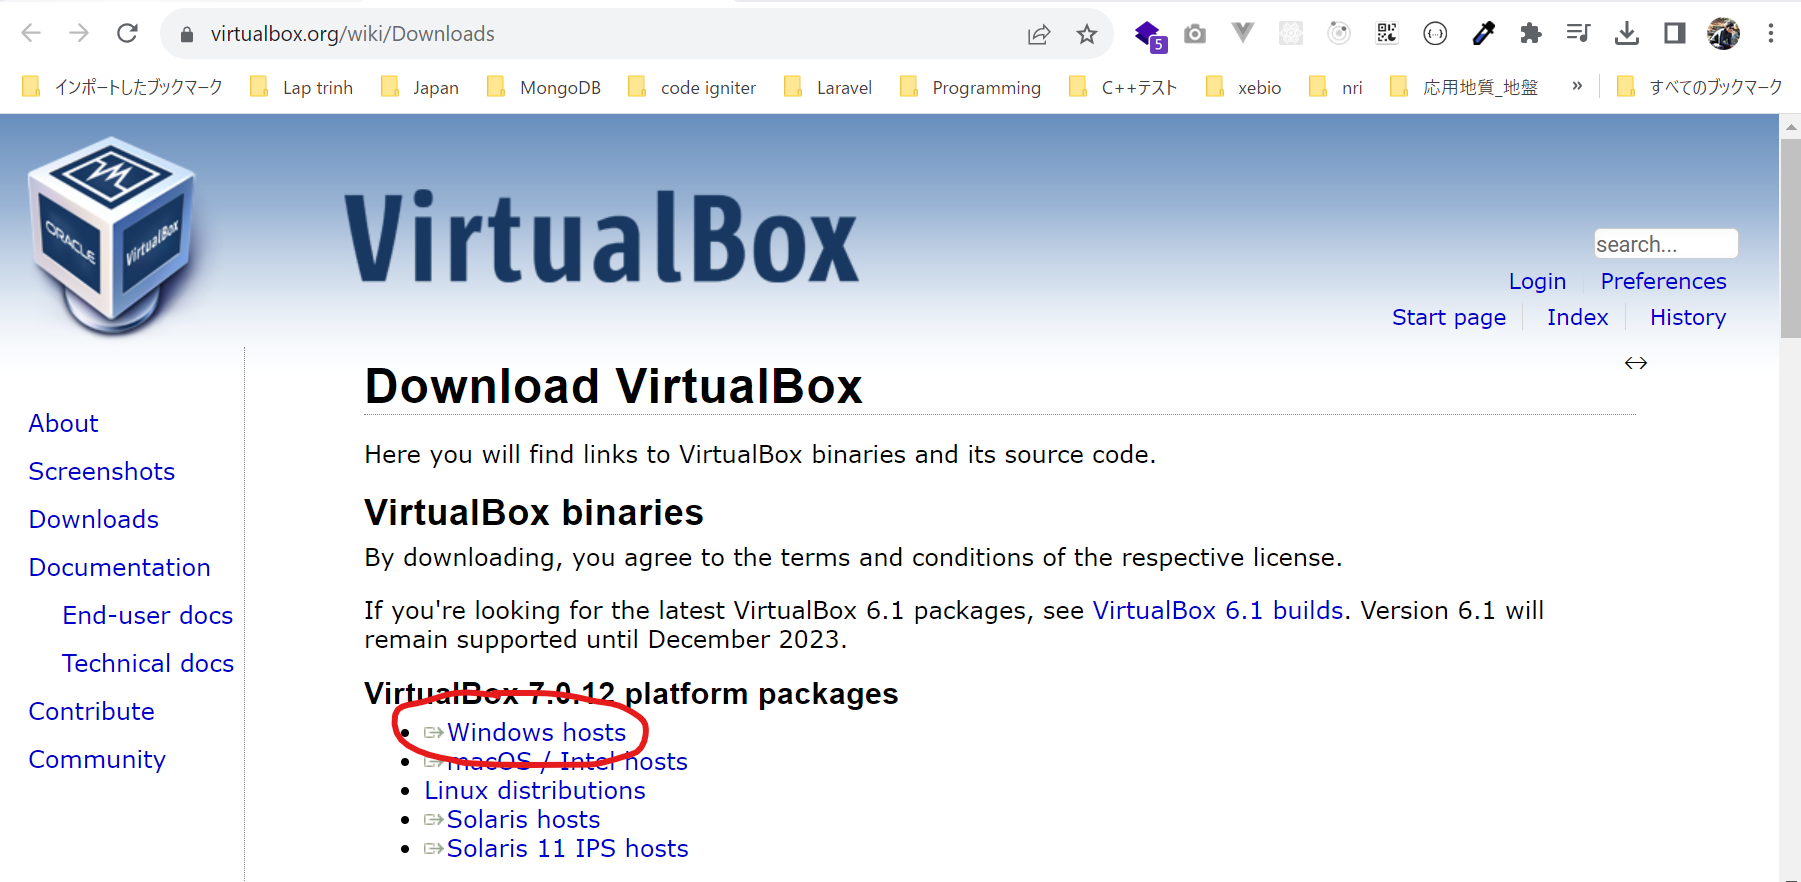 virtualbox.org/wiki/Downloads
5
インポートしたブックマーク Lap trinh Japan MongoDB code igniter Laravel Programming C++テスト xebio nri 応用地質_地盤 » すべてのブックマーク
ORACLE VirtualBox
VirtualBox
search...
Login Preferences
Start page Index History
Download VirtualBox
About
Screenshots
Downloads
Documentation
End-user docs
Technical docs
Contribute
Community
Here you will find links to VirtualBox binaries and its source code.
VirtualBox binaries
By downloading, you agree to the terms and conditions of the respective license.
If you're looking for the latest VirtualBox 6.1 packages, see VirtualBox 6.1 builds. Version 6.1 will
remain supported until December 2023.
VirtualBox 7.0.12 platform packages
Windows hosts
macOS / Intel hosts
Linux distributions
Solaris hosts
Solaris 11 IPS hosts